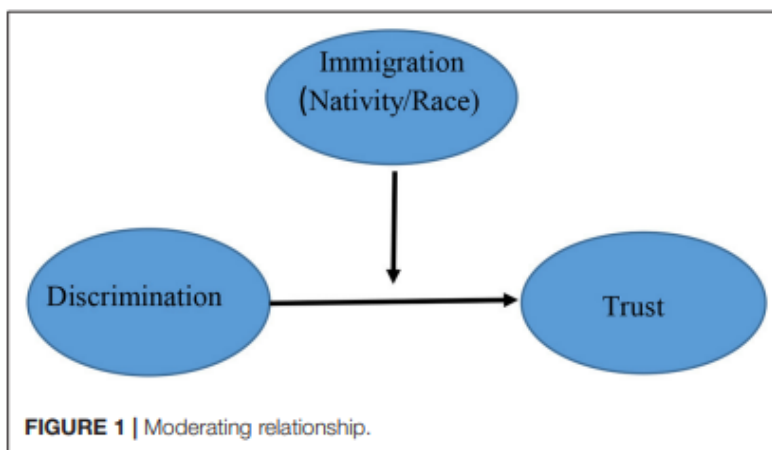 Immigration
(Nativity/Race)
Discrimination
Trust
FIGURE 1 | Moderating relationship.